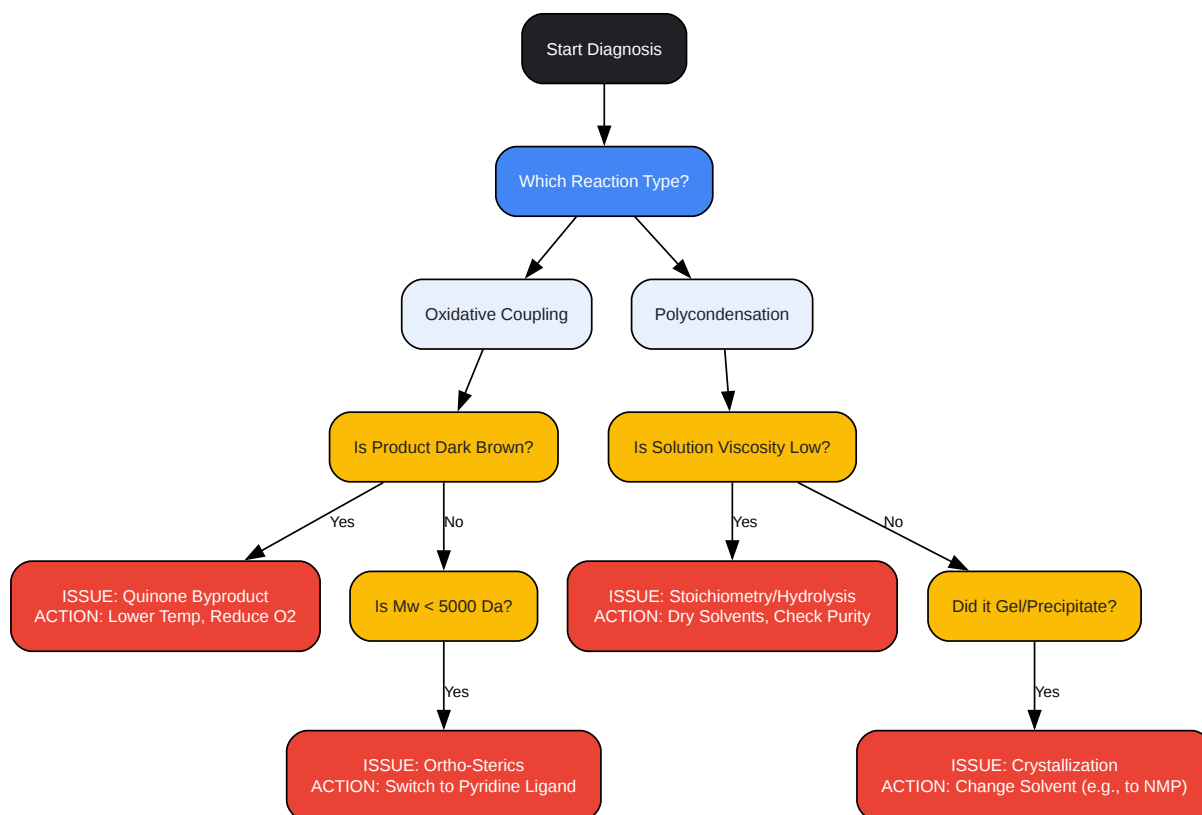 Start Diagnosis
Which Reaction Type?
Oxidative Coupling
Polycondensation
Is Product Dark Brown?
Is Solution Viscosity Low?
Yes
No
Yes
No
ISSUE: Quinone Byproduct
ACTION: Lower Temp, Reduce O2
Is Mw < 5000 Da?
ISSUE: Stoichiometry/Hydrolysis
ACTION: Dry Solvents, Check Purity
Did it Gel/Precipitate?
Yes
Yes
ISSUE: Ortho-Sterics
ACTION: Switch to Pyridine Ligand
ISSUE: Crystallization
ACTION: Change Solvent (e.g., to NMP)